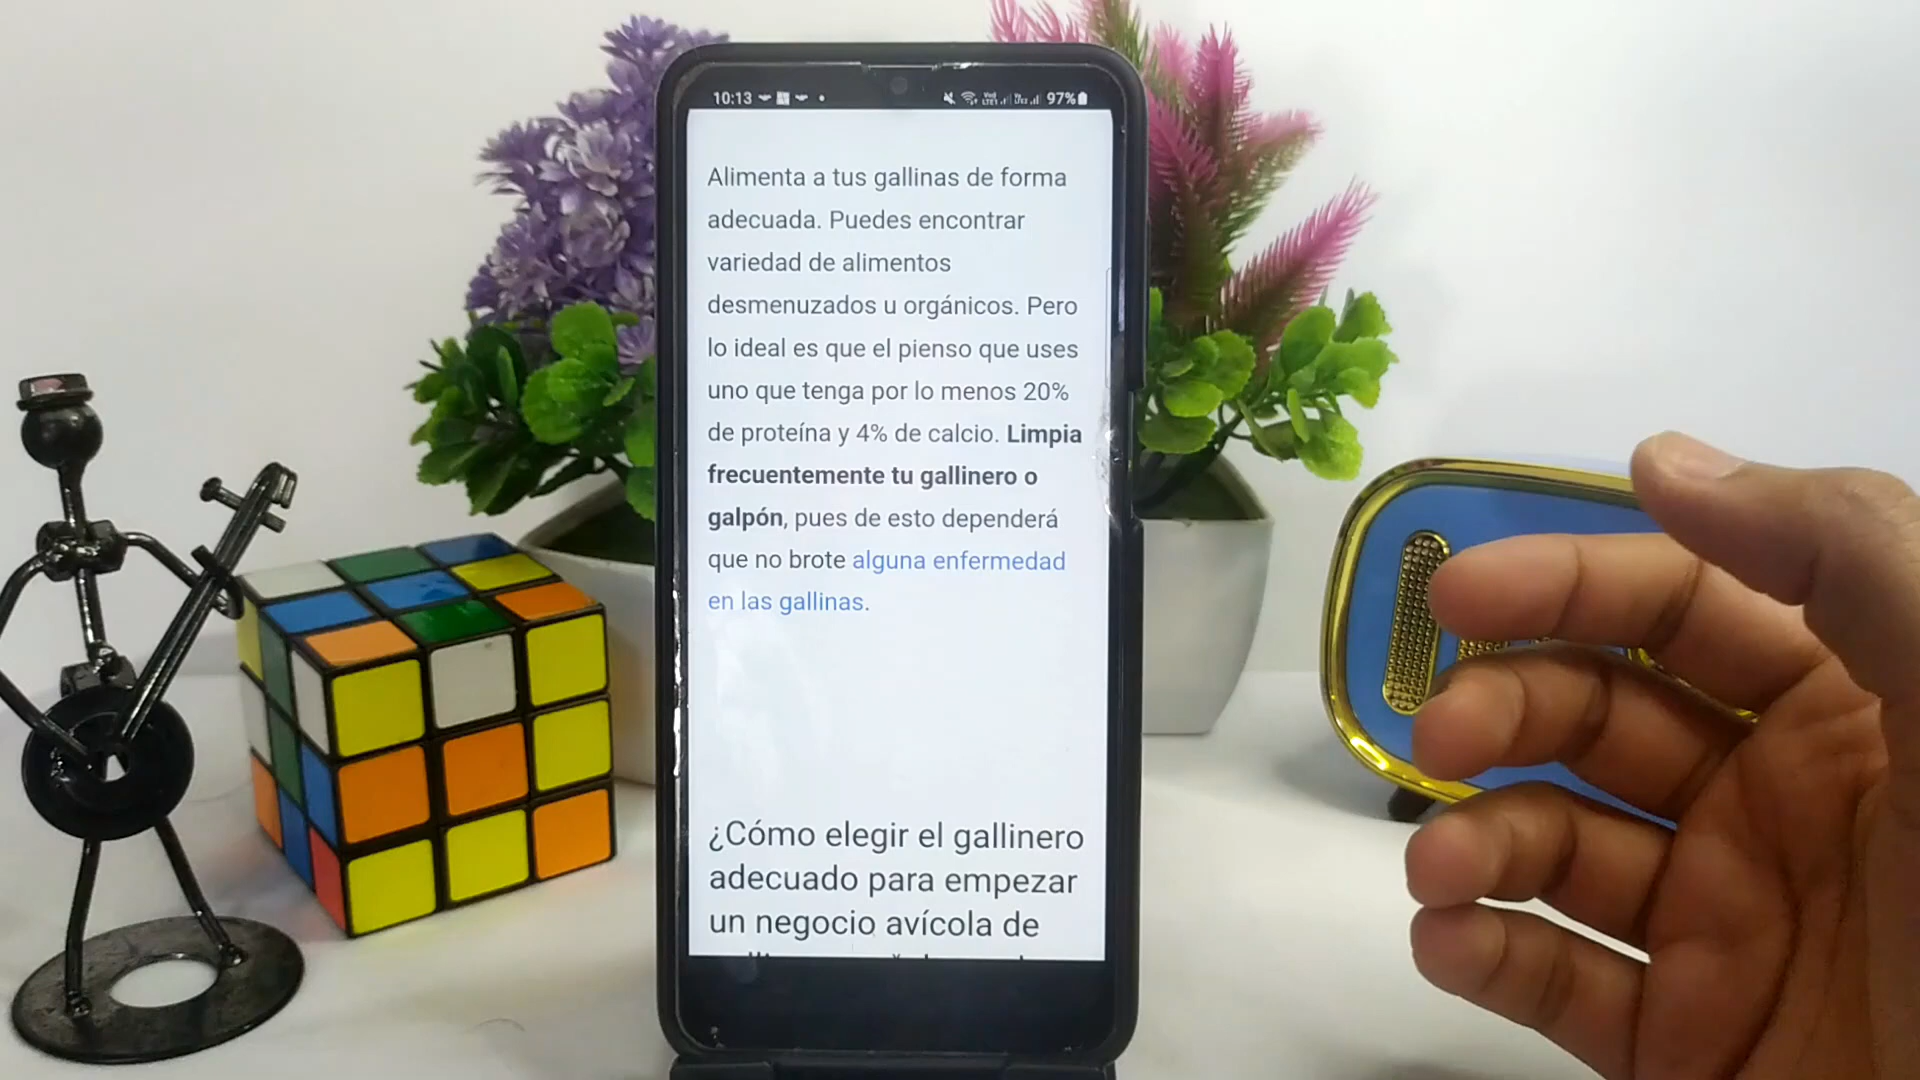 10:13
97%
Alimenta a tus gallinas de forma
adecuada. Puedes encontrar
variedad de alimentos
desmenuzados u orgánicos. Pero
lo ideal es que el pienso que uses
uno que tenga por lo menos 20%
de proteína y 4% de calcio. Limpia
frecuentemente tu gallinero o
galpón, pues de esto dependerá
que no brote alguna enfermedad
en las gallinas.
¿Cómo elegir el gallinero
adecuado para empezar
un negocio avícola de